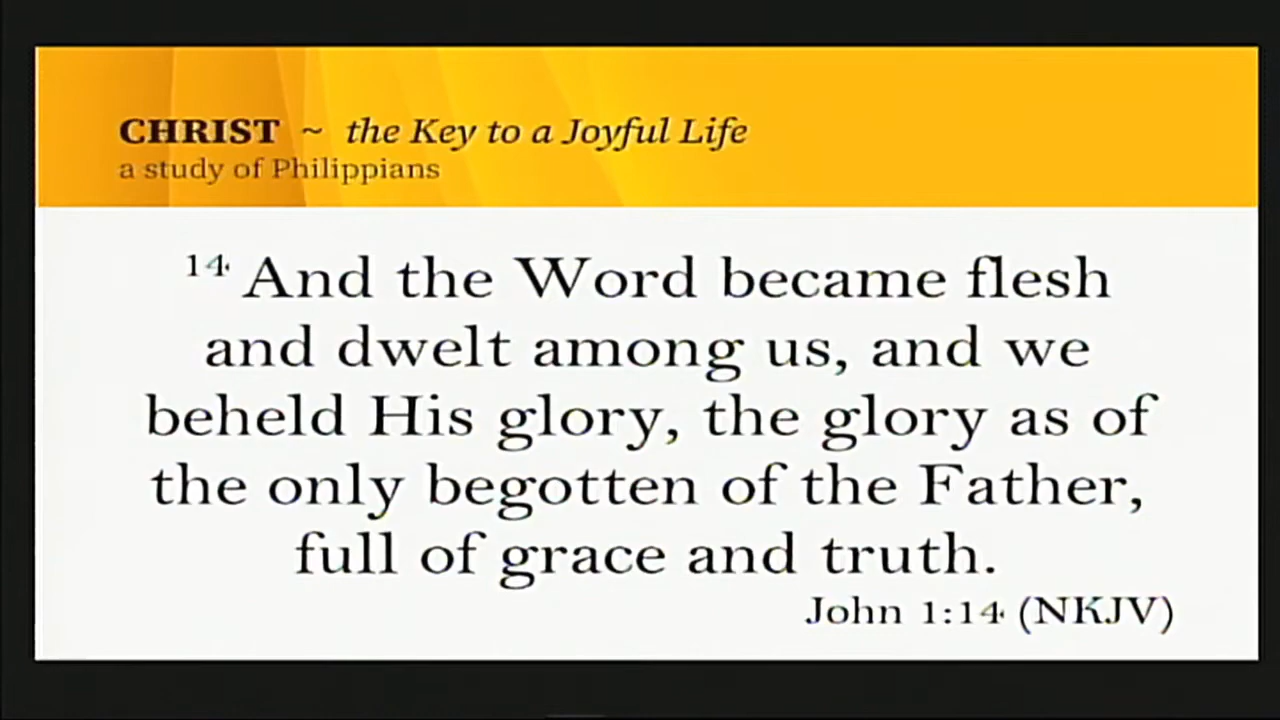 CHRIST ~ the Key to a Joyful Life
a study of Philippians
14 And the Word became flesh
and dwelt among us, and we
beheld His glory, the glory as of
the only begotten of the Father,
full of grace and truth.
John 1:14 (NKJV)